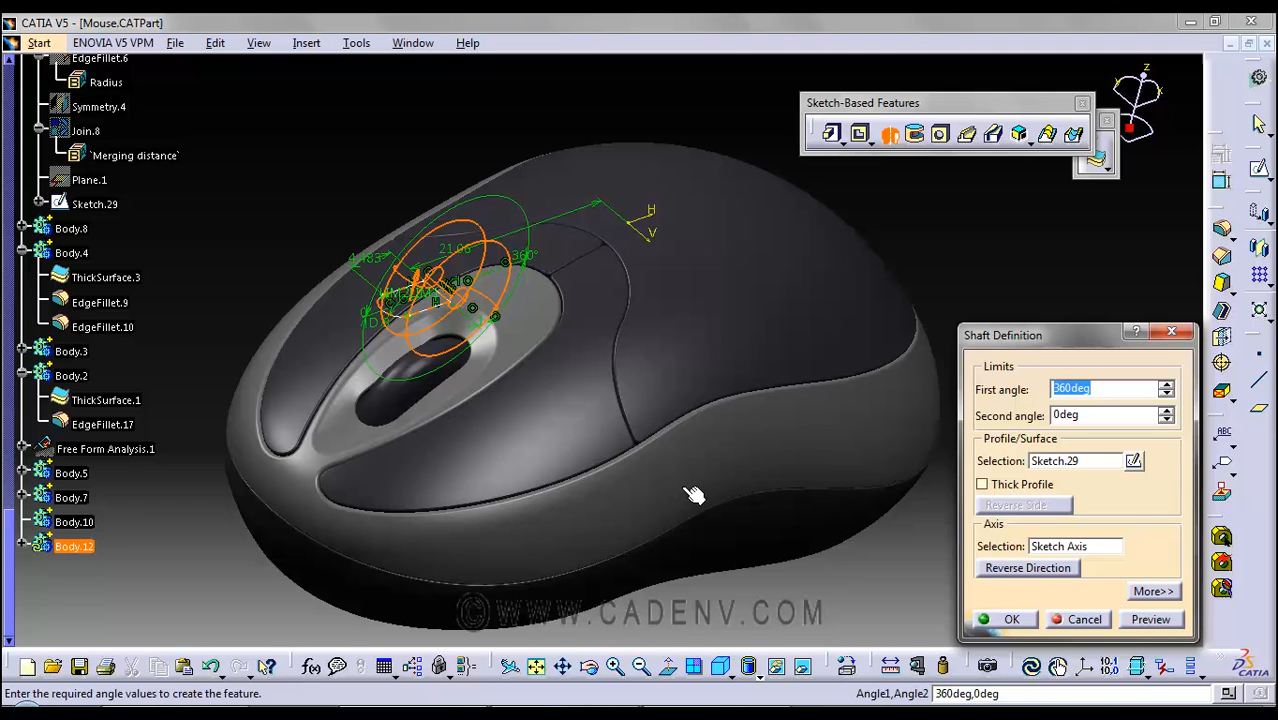 CATIA V5 - [Mouse.CATPart]
Start ENOVIA V5 VPM File Edit View Insert Tools Window Help
EdgeFillet.6
Radius
Symmetry.4
Join.8
Merging distance`
Plane.1
Sketch.29
Body.8
Body.4
ThickSurface.3
EdgeFillet.9
EdgeFillet.10
Body.3
Body.2
ThickSurface.1
EdgeFillet.17
Free Form Analysis.1
Body.5
Body.7
Body.10
Body.12
Sketch-Based Features
z
x
y
H
V
360°
H
Shaft Definition
?
Limits
First angle: 360deg
Second angle: 0deg
Profile/Surface
Selection: Sketch.29
Thick Profile
Reverse Side
Axis
Selection: Sketch Axis
Reverse Direction
More>>
OK Cancel Preview
© WWW.CADENV.COM
ABC
f(x)
10,1
CATIA
Enter the required angle values to create the feature.
Angle1,Angle2 360deg,0deg